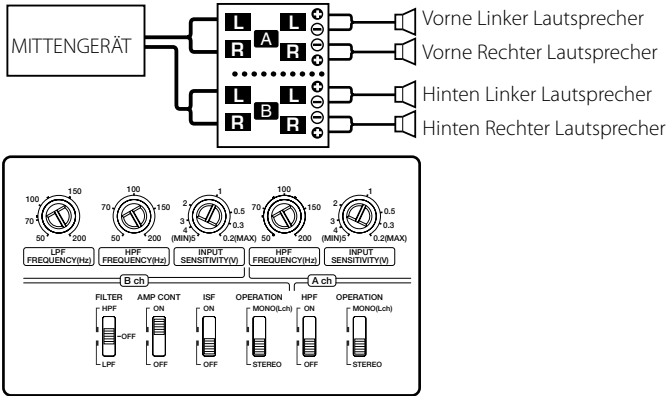 MITTENGERÄT
L L + −
A
R R − +
Vorne Linker Lautsprecher
Vorne Rechter Lautsprecher
L L + −
B
R R − +
Hinten Linker Lautsprecher
Hinten Rechter Lautsprecher
50 70 100 150 200
LPF
FREQUENCY(Hz)
50 70 100 150 200
HPF
FREQUENCY(Hz)
(MIN)5 4 3 2 1 0.5 0.3 0.2(MAX)
INPUT
SENSITIVITY(V)
50 70 100 150 200
HPF
FREQUENCY(Hz)
(MIN)5 4 3 2 1 0.5 0.3 0.2(MAX)
INPUT
SENSITIVITY(V)
B ch
A ch
FILTER
HPF
OFF
LPF
AMP CONT
ON
OFF
ISF
ON
OFF
OPERATION
MONO(Lch)
STEREO
HPF
ON
OFF
OPERATION
MONO(Lch)
STEREO